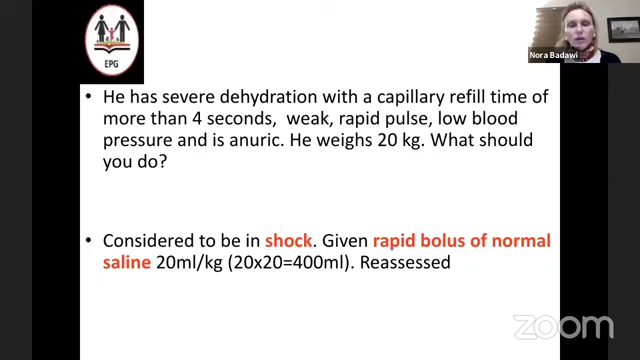 EPG
Nora Badawi
• He has severe dehydration with a capillary refill time of
more than 4 seconds, weak, rapid pulse, low blood
pressure and is anuric. He weighs 20 kg. What should
you do?
• Considered to be in shock. Given rapid bolus of normal
saline 20ml/kg (20x20=400ml). Reassessed
zoom